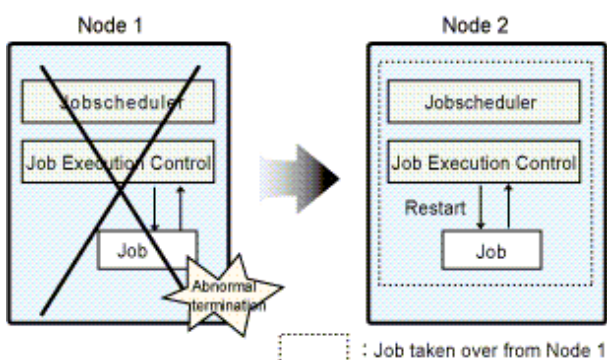 Node 1
Jobscheduler
Job Execution Control
Job
Abnormal
termination
Node 2
Jobscheduler
Job Execution Control
Restart
Job
: Job taken over from Node 1